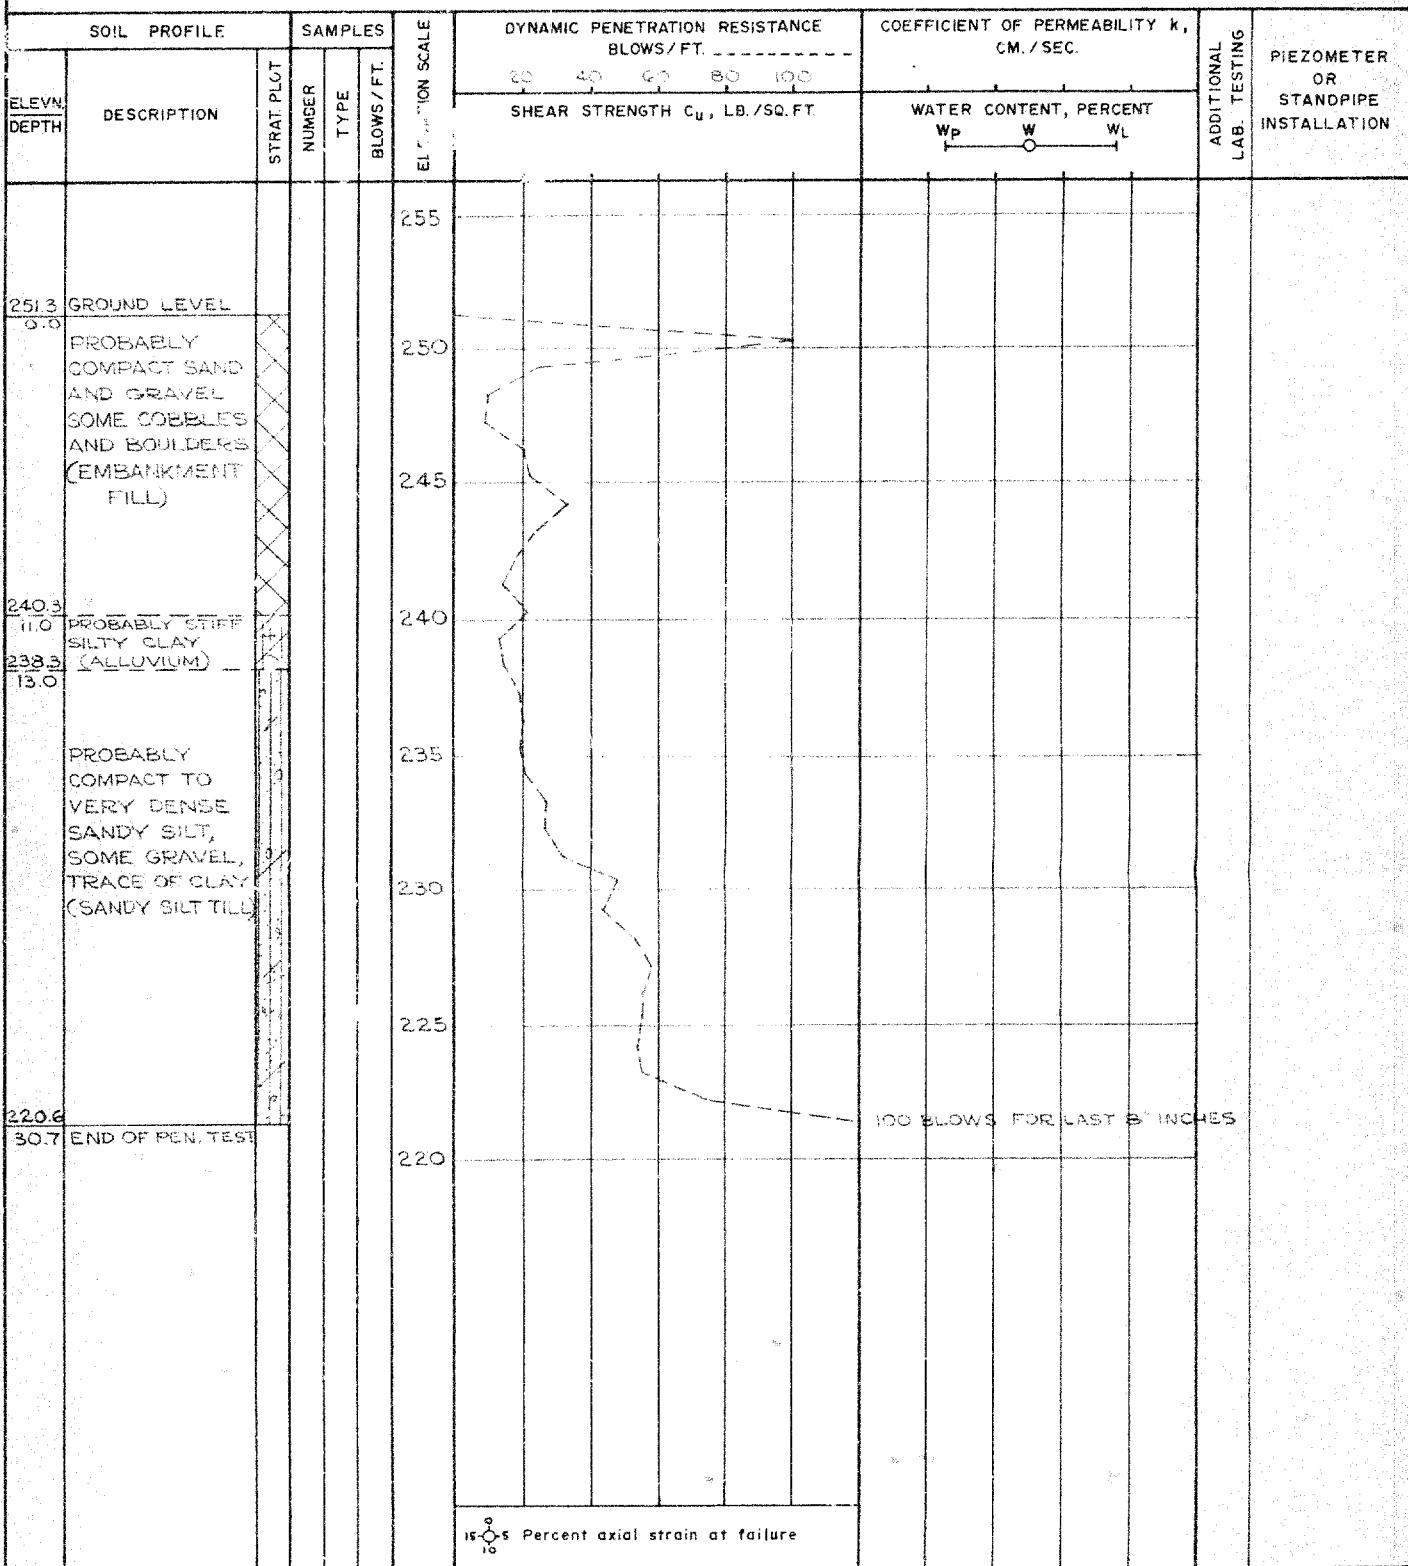 SOIL PROFILE
SAMPLES
ELEVATION SCALE
DYNAMIC PENETRATION RESISTANCE
BLOWS/FT.
20 40 60 80 100
SHEAR STRENGTH Cu, LB./SQ.FT.
COEFFICIENT OF PERMEABILITY k,
CM./SEC.
WATER CONTENT, PERCENT
WP W WL
ADDITIONAL
LAB. TESTING
PIEZOMETER
OR
STANDPIPE
INSTALLATION
ELEVN.
DEPTH
DESCRIPTION
STRAT. PLOT
NUMBER
TYPE
BLOWS/FT.
255
251.3 GROUND LEVEL
0.0
PROBABLY
COMPACT SAND
AND GRAVEL
SOME COBBLES
AND BOULDERS
(EMBANKMENT
FILL)
250
245
240.3
11.0 PROBABLY STIFF
SILTY CLAY
238.3 (ALLUVIUM)
13.0
240
235
PROBABLY
COMPACT TO
VERY DENSE
SANDY SILT,
SOME GRAVEL,
TRACE OF CLAY
(SANDY SILT TILL)
230
225
220.6
30.7 END OF PEN. TEST
100 BLOWS FOR LAST 8" INCHES
220
0
15 5 Percent axial strain at failure
10